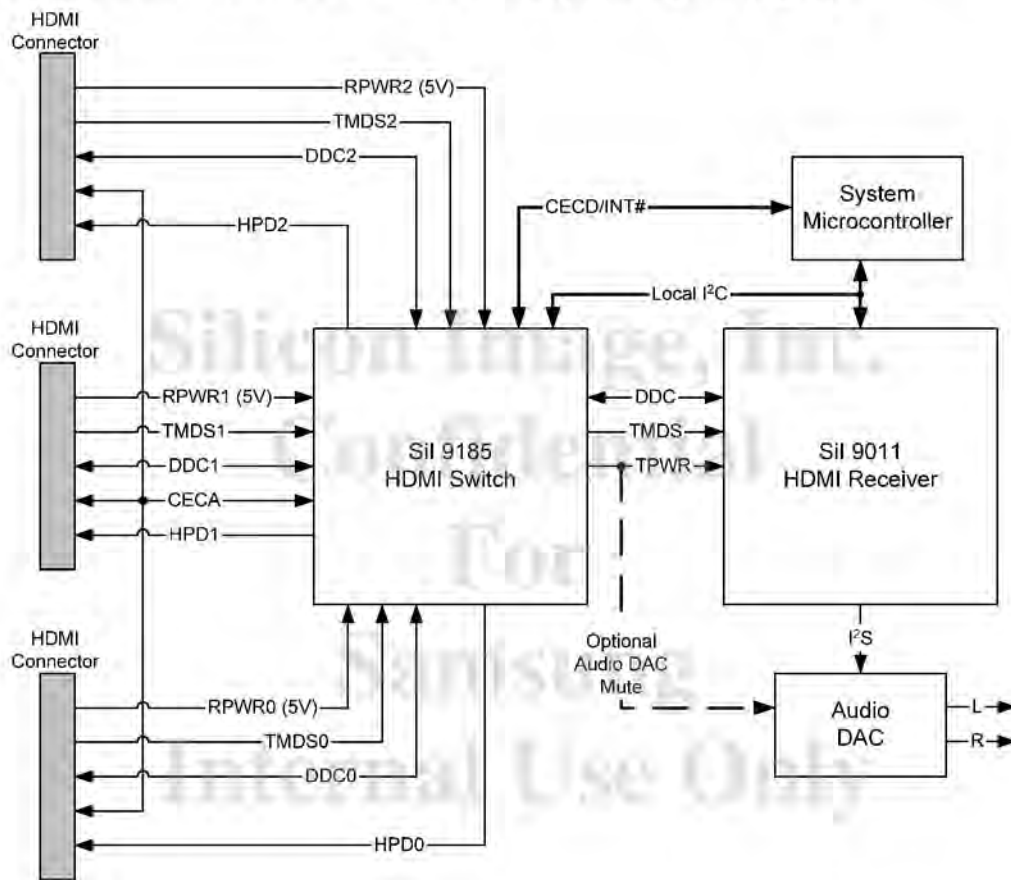 HDMI
Connector
RPWR2 (5V)
TMDS2
DDC2
HPD2
CECD/INT#
System
Microcontroller
Local I²C
HDMI
Connector
RPWR1 (5V)
TMDS1
DDC1
CECA
HPD1
SiI 9185
HDMI Switch
DDC
TMDS
TPWR
SiI 9011
HDMI Receiver
HDMI
Connector
RPWR0 (5V)
TMDS0
DDC0
HPD0
Optional
Audio DAC
Mute
I²S
Audio
DAC
L
R
Silicon Image, Inc.
Confidential
For
Samsung
Internal Use Only